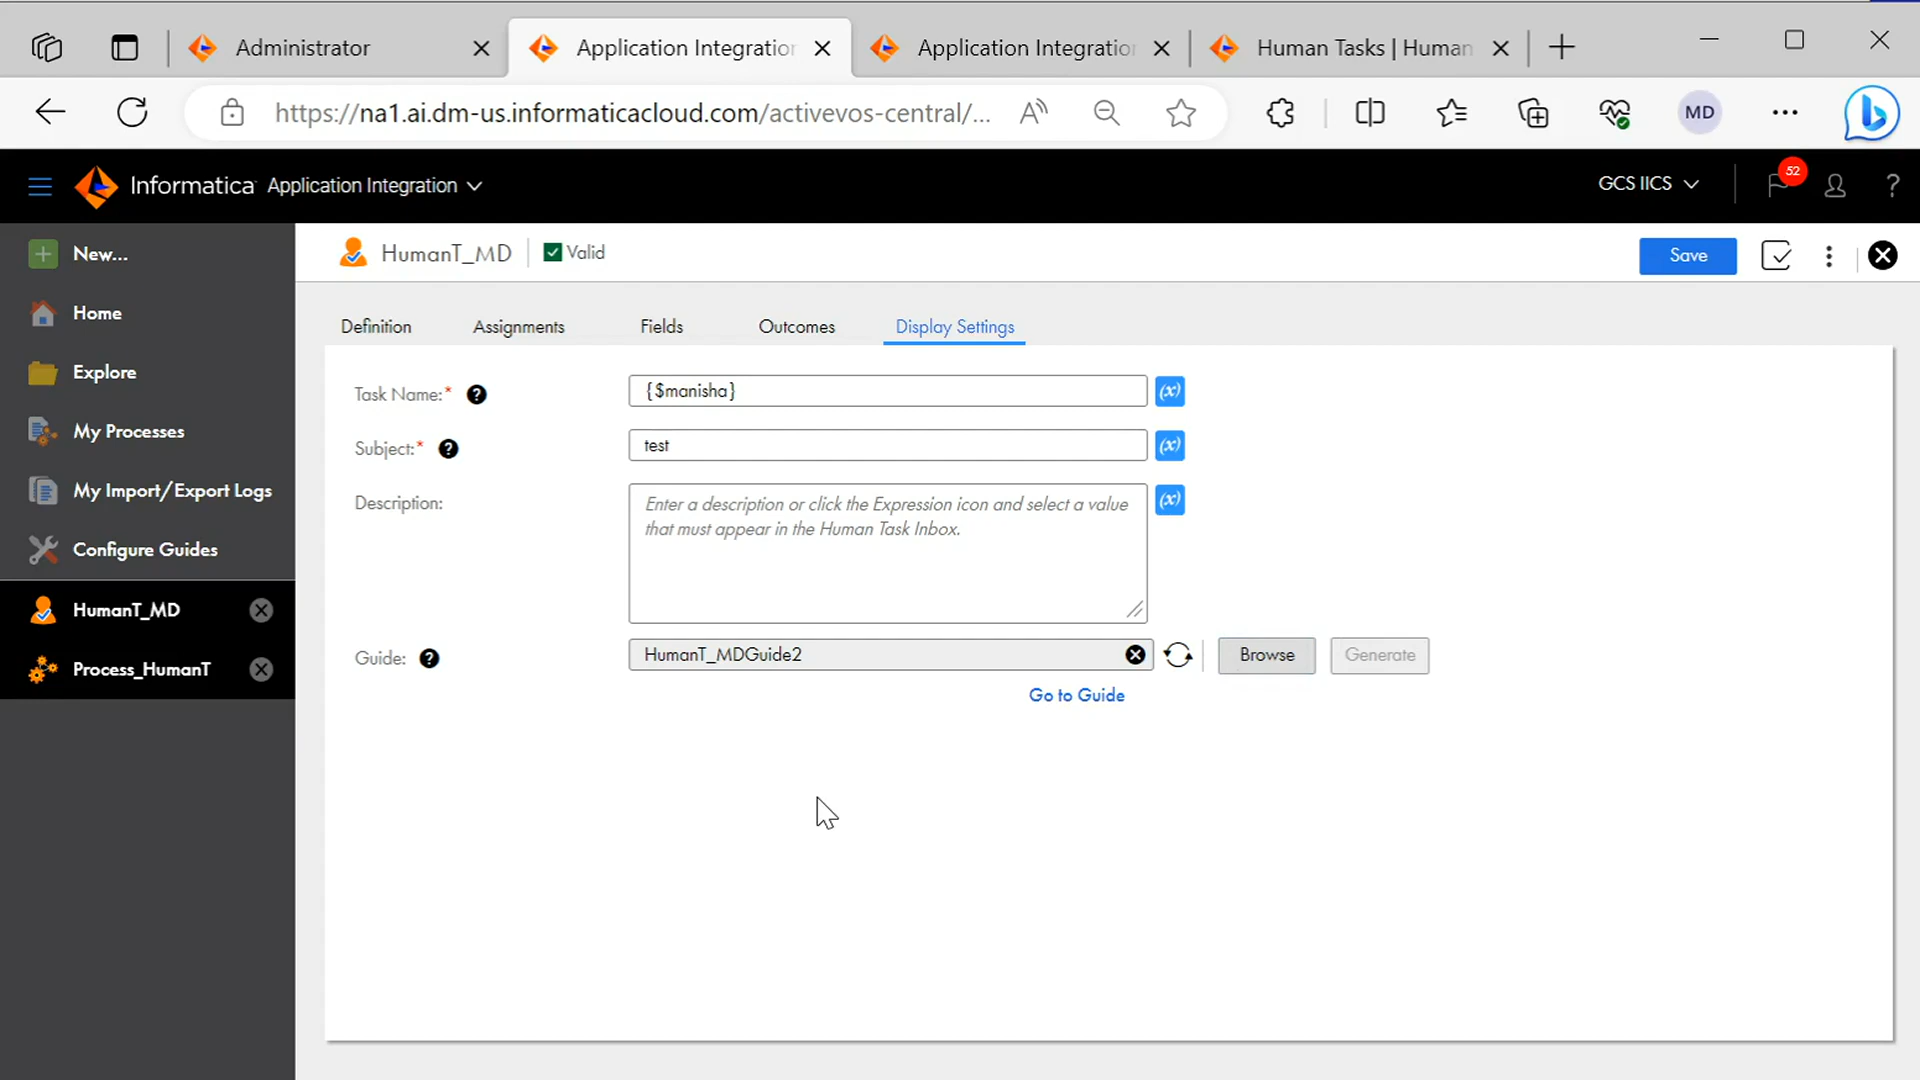 Administrator
Application Integration
Application Integration
Human Tasks | Human
https://na1.ai.dm-us.informaticacloud.com/activevos-central/...
MD
Informatica Application Integration
GCS IICS
52
?
New...
Home
Explore
My Processes
My Import/Export Logs
Configure Guides
HumanT_MD
Process_HumanT
HumanT_MD
Valid
Save
Definition
Assignments
Fields
Outcomes
Display Settings
Task Name:* ?
{$manisha}
(x)
Subject:* ?
test
(x)
Description:
Enter a description or click the Expression icon and select a value
that must appear in the Human Task Inbox.
(x)
Guide: ?
HumanT_MDGuide2
Browse
Generate
Go to Guide